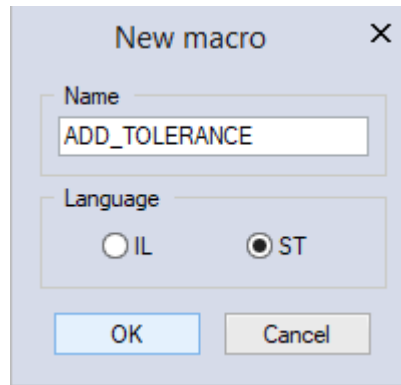 New macro
Name
ADD_TOLERANCE
Language
IL
ST
OK
Cancel